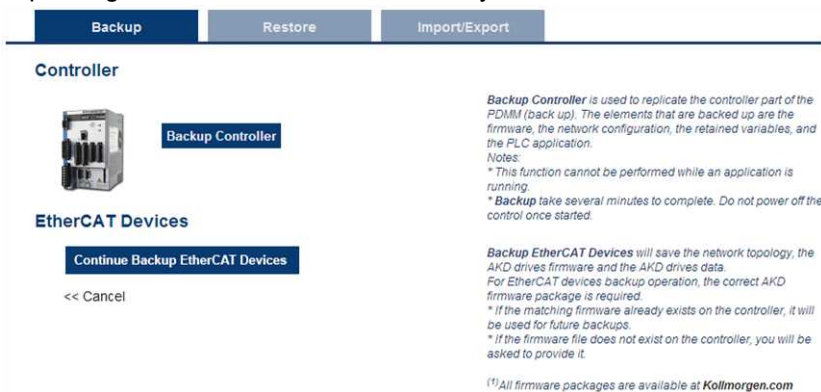 Backup Restore Import/Export
Controller
Backup Controller
Backup Controller is used to replicate the controller part of the
PDMM (back up). The elements that are backed up are the
firmware, the network configuration, the retained variables, and
the PLC application.
Notes:
* This function cannot be performed while an application is
running.
* Backup take several minutes to complete. Do not power off the
control once started.
EtherCAT Devices
Continue Backup EtherCAT Devices
<< Cancel
Backup EtherCAT Devices will save the network topology, the
AKD drives firmware and the AKD drives data.
For EtherCAT devices backup operation, the correct AKD
firmware package is required.
* If the matching firmware already exists on the controller, it will
be used for future backups.
* If the firmware file does not exist on the controller, you will be
asked to provide it.
(1)All firmware packages are available at Kollmorgen.com